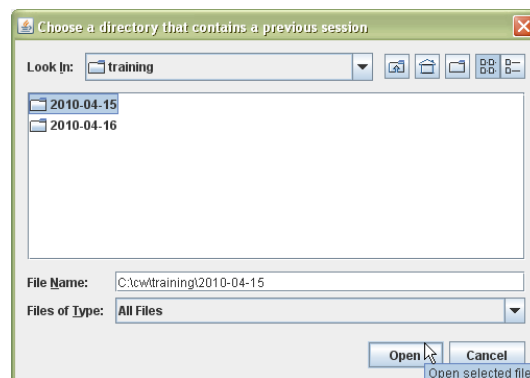 Choose a directory that contains a previous session
Look In: training
2010-04-15
2010-04-16
File Name: C:\cw\training\2010-04-15
Files of Type: All Files
Open Cancel
Open selected file